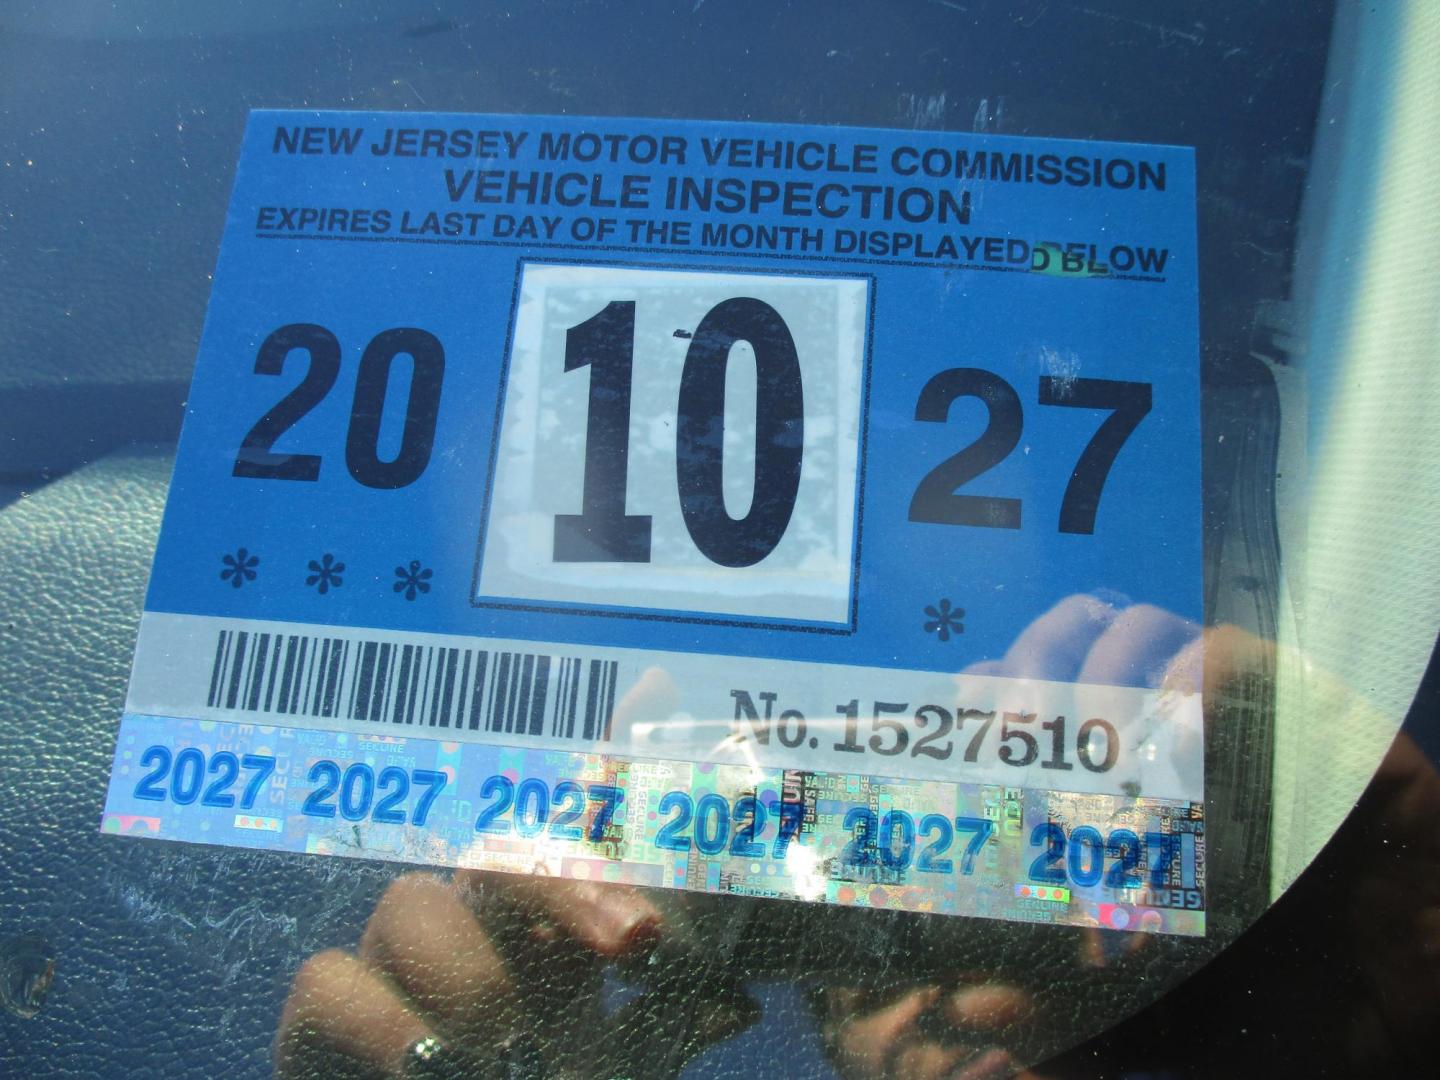 NEW JERSEY MOTOR VEHICLE COMMISSION
VEHICLE INSPECTION
EXPIRES LAST DAY OF THE MONTH DISPLAYED BELOW
20 10 27
* * * *
No. 1527510
2027 2027 2027 2027 2027 2027